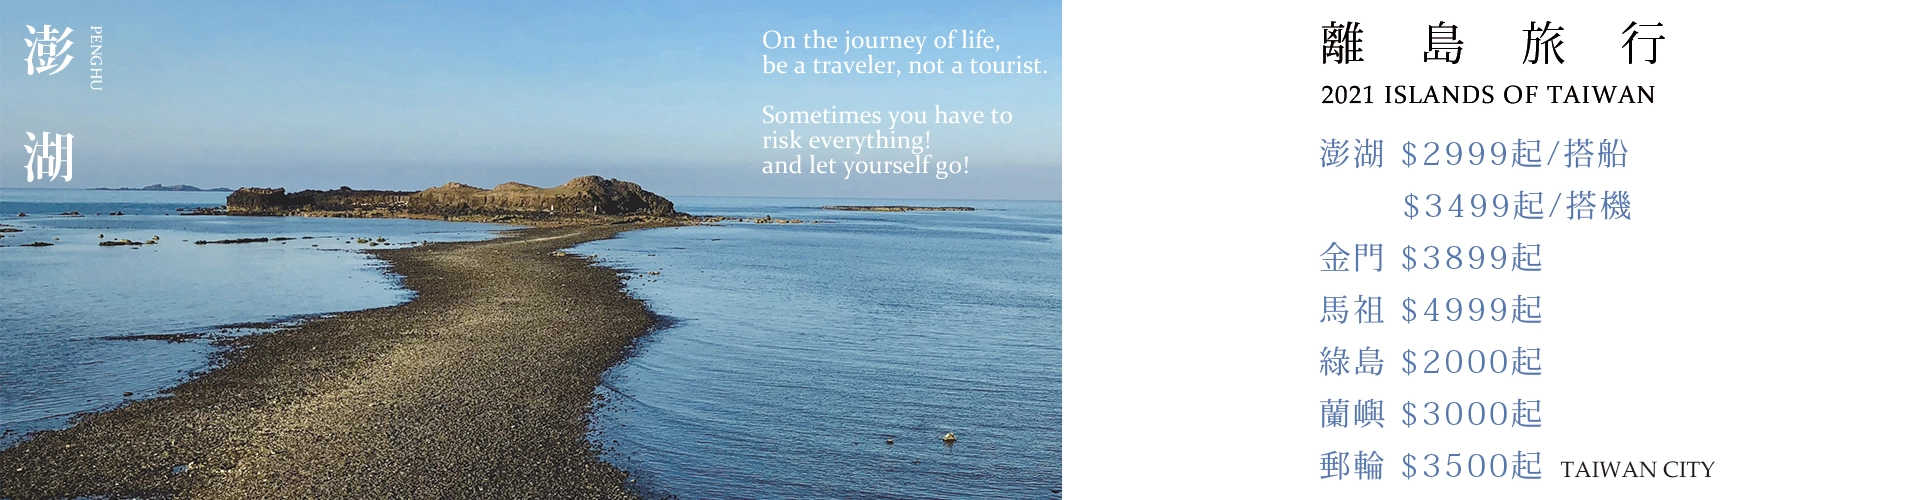 澎湖
PENGHU
On the journey of life,
be a traveler, not a tourist.
Sometimes you have to
risk everything!
and let yourself go!
離島旅行
2021 ISLANDS OF TAIWAN
澎湖 $2999起/搭船
$3499起/搭機
金門 $3899起
馬祖 $4999起
綠島 $2000起
蘭嶼 $3000起
郵輪 $3500起 TAIWAN CITY